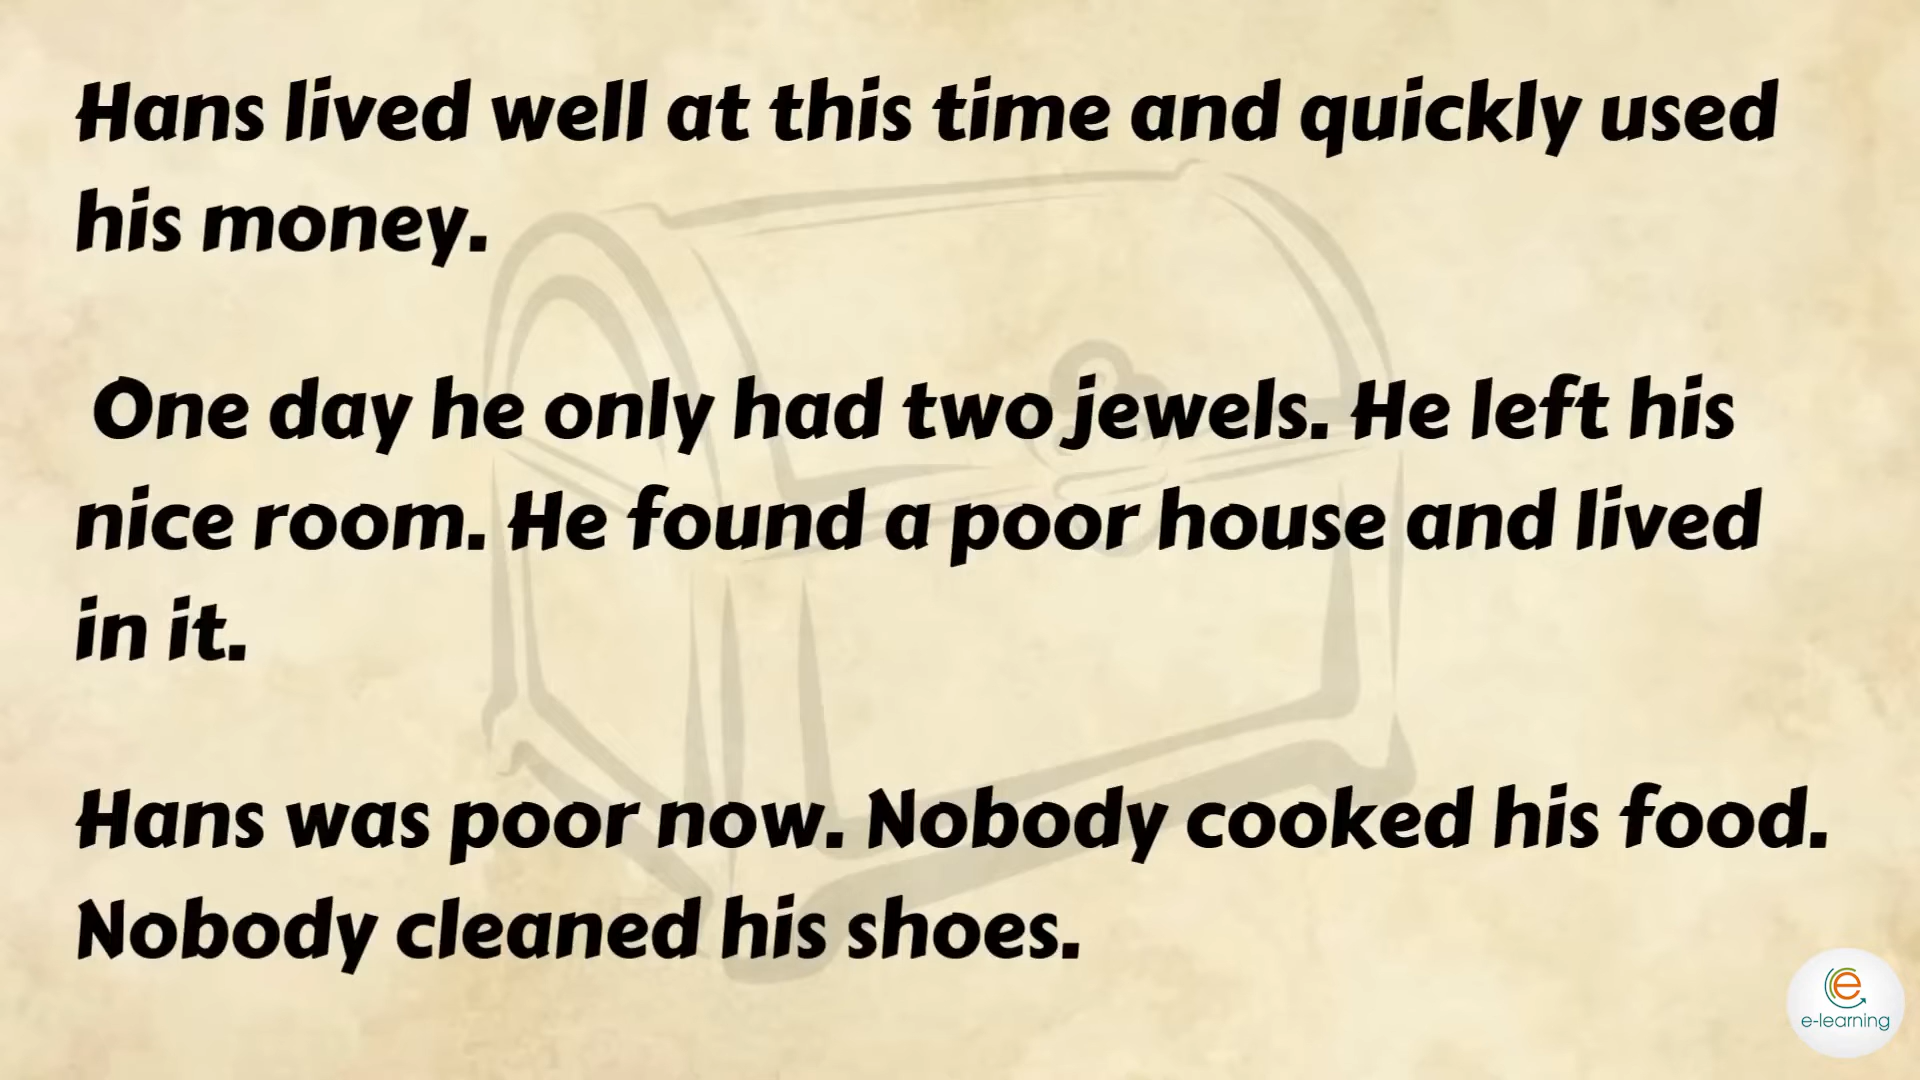 Hans lived well at this time and quickly used
his money.
One day he only had two jewels. He left his
nice room. He found a poor house and lived
in it.
Hans was poor now. Nobody cooked his food.
Nobody cleaned his shoes.
e
e-learning